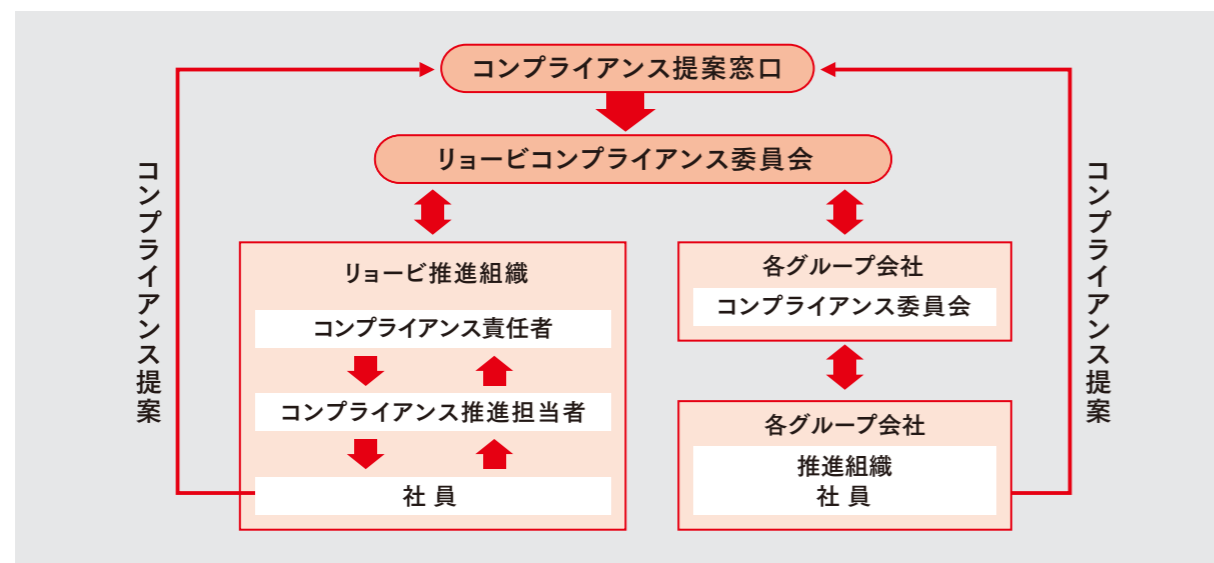 コンプライアンス提案窓口
リョービコンプライアンス委員会
コンプライアンス提案
リョービ推進組織
コンプライアンス責任者
コンプライアンス推進担当者
社員
各グループ会社
コンプライアンス委員会
各グループ会社
推進組織
社員
コンプライアンス提案